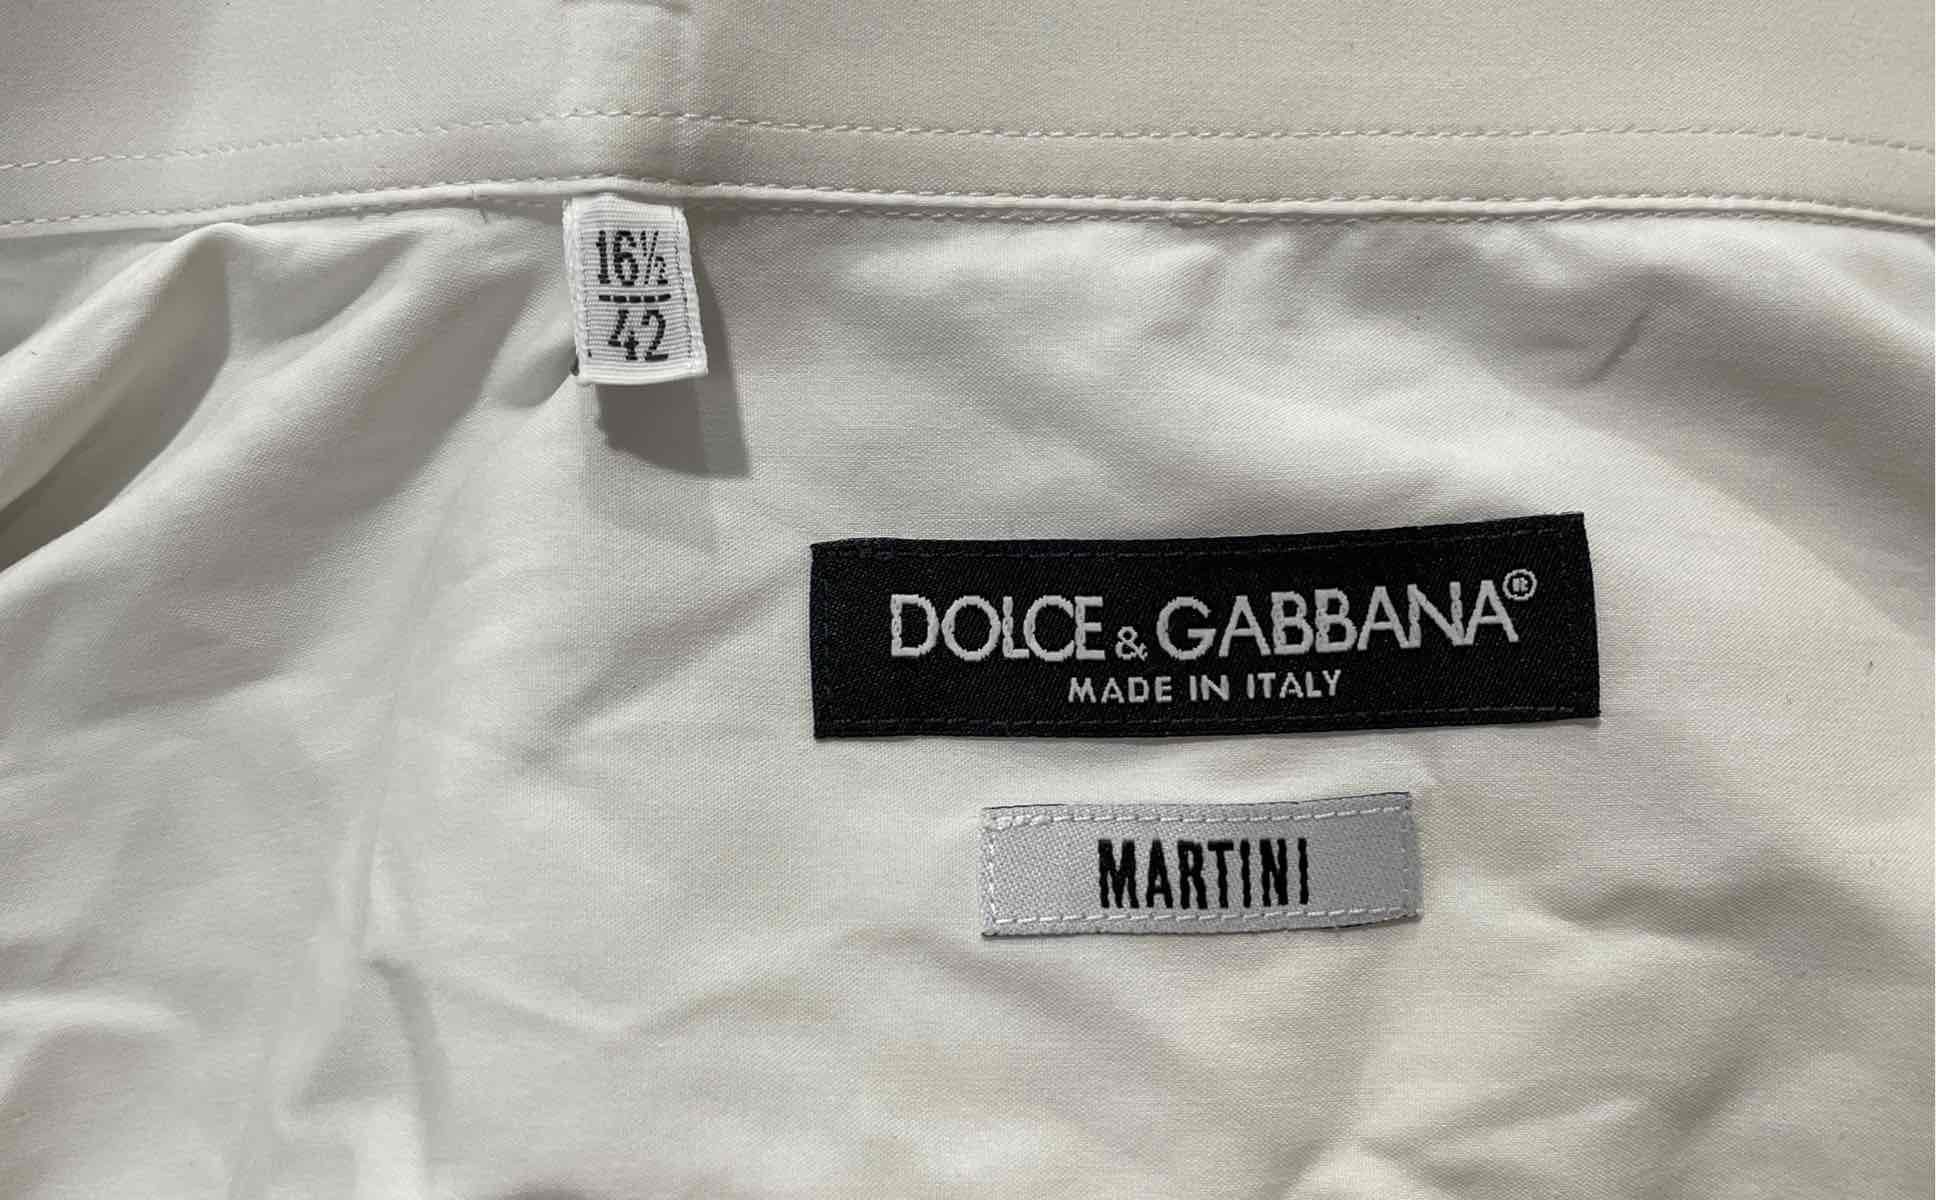 16½
42
DOLCE & GABBANA®
MADE IN ITALY
MARTINI